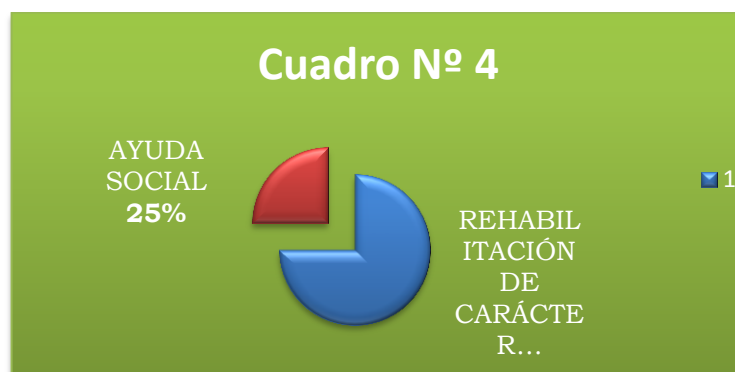 Cuadro Nº 4
AYUDA
SOCIAL
25%
REHABIL
ITACIÓN
DE
CARÁCTE
R...
1